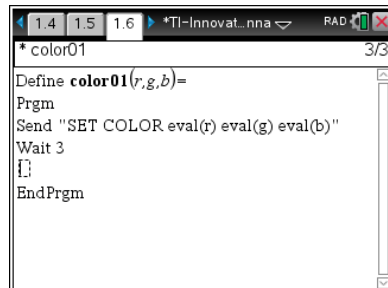 1.4 1.5 1.6 *TI-Innovat…nna RAD
* color01 3/3
Define color01(r,g,b)=
Prgm
Send "SET COLOR eval(r) eval(g) eval(b)"
Wait 3
EndPrgm